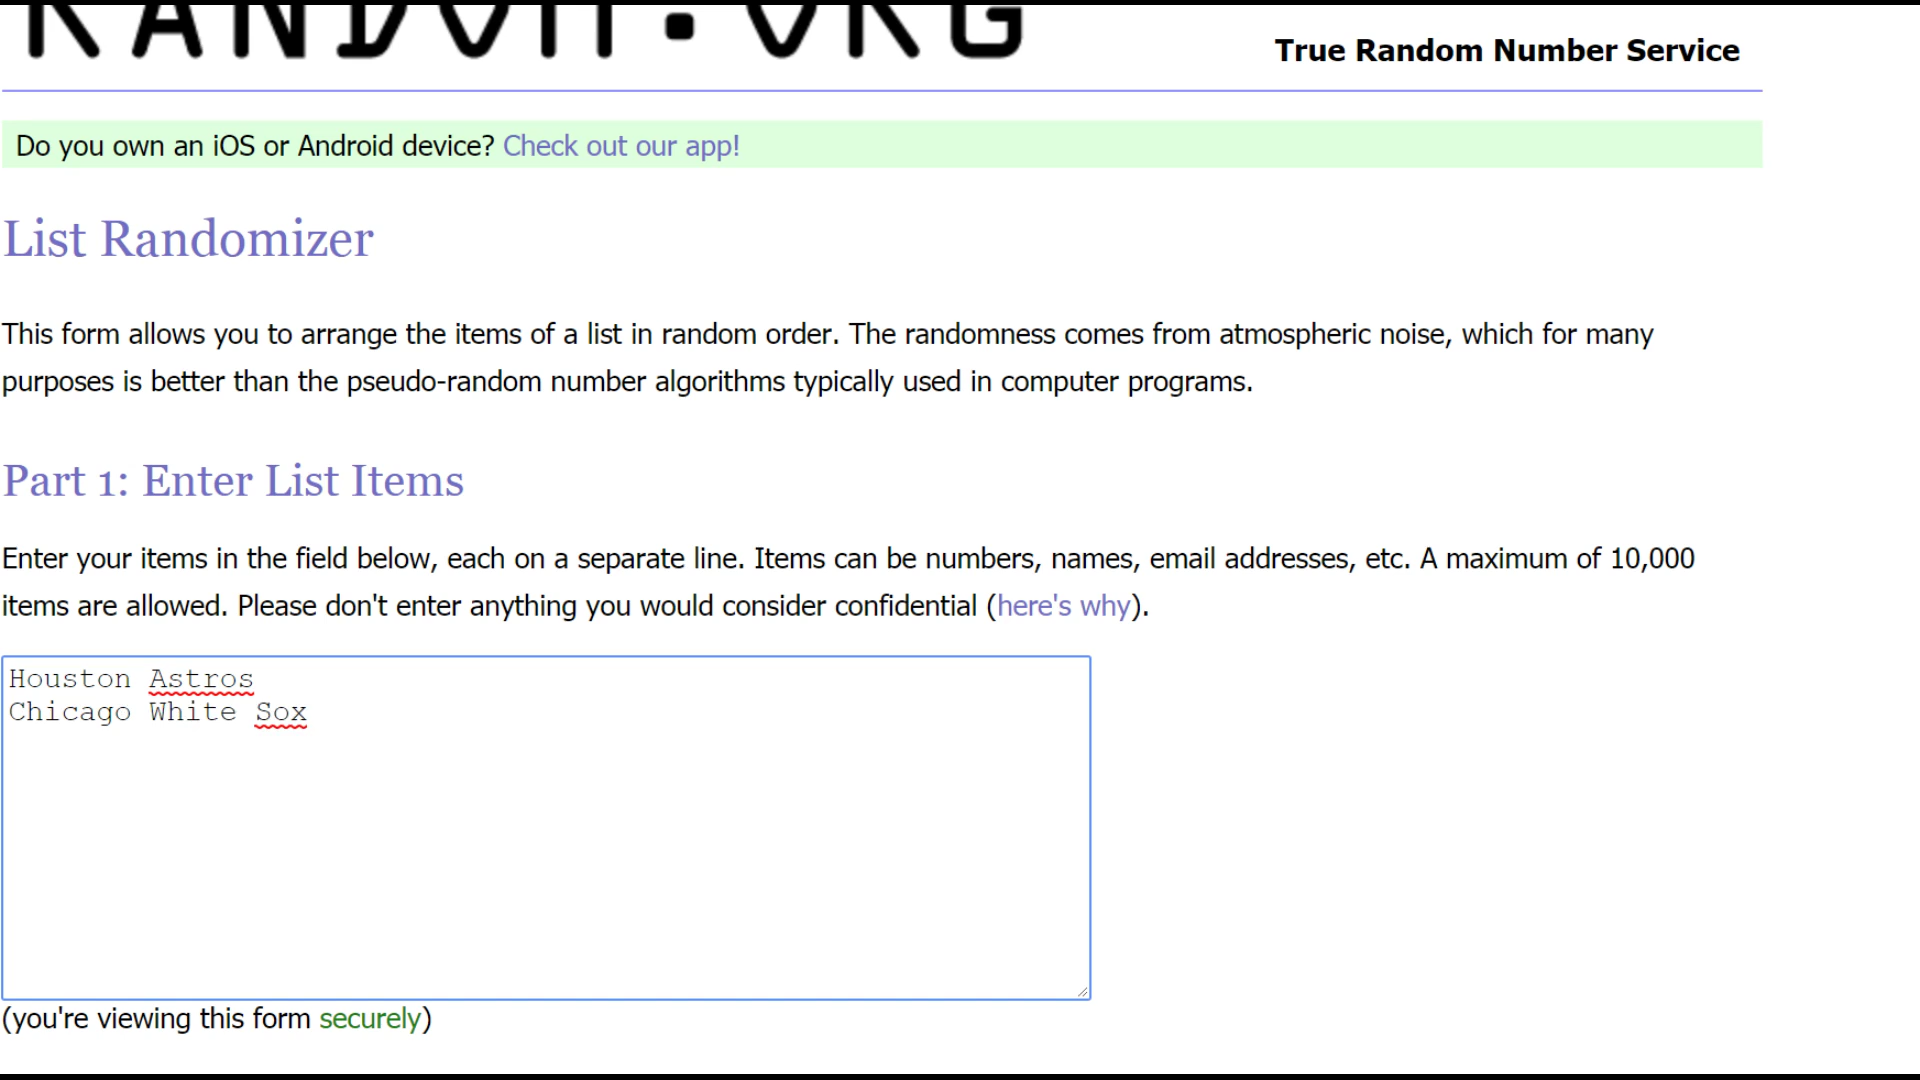 RANDOM.ORG
True Random Number Service
Do you own an iOS or Android device? Check out our app!
List Randomizer
This form allows you to arrange the items of a list in random order. The randomness comes from atmospheric noise, which for many
purposes is better than the pseudo-random number algorithms typically used in computer programs.
Part 1: Enter List Items
Enter your items in the field below, each on a separate line. Items can be numbers, names, email addresses, etc. A maximum of 10,000
items are allowed. Please don't enter anything you would consider confidential (here's why).
Houston Astros
Chicago White Sox
(you're viewing this form securely)